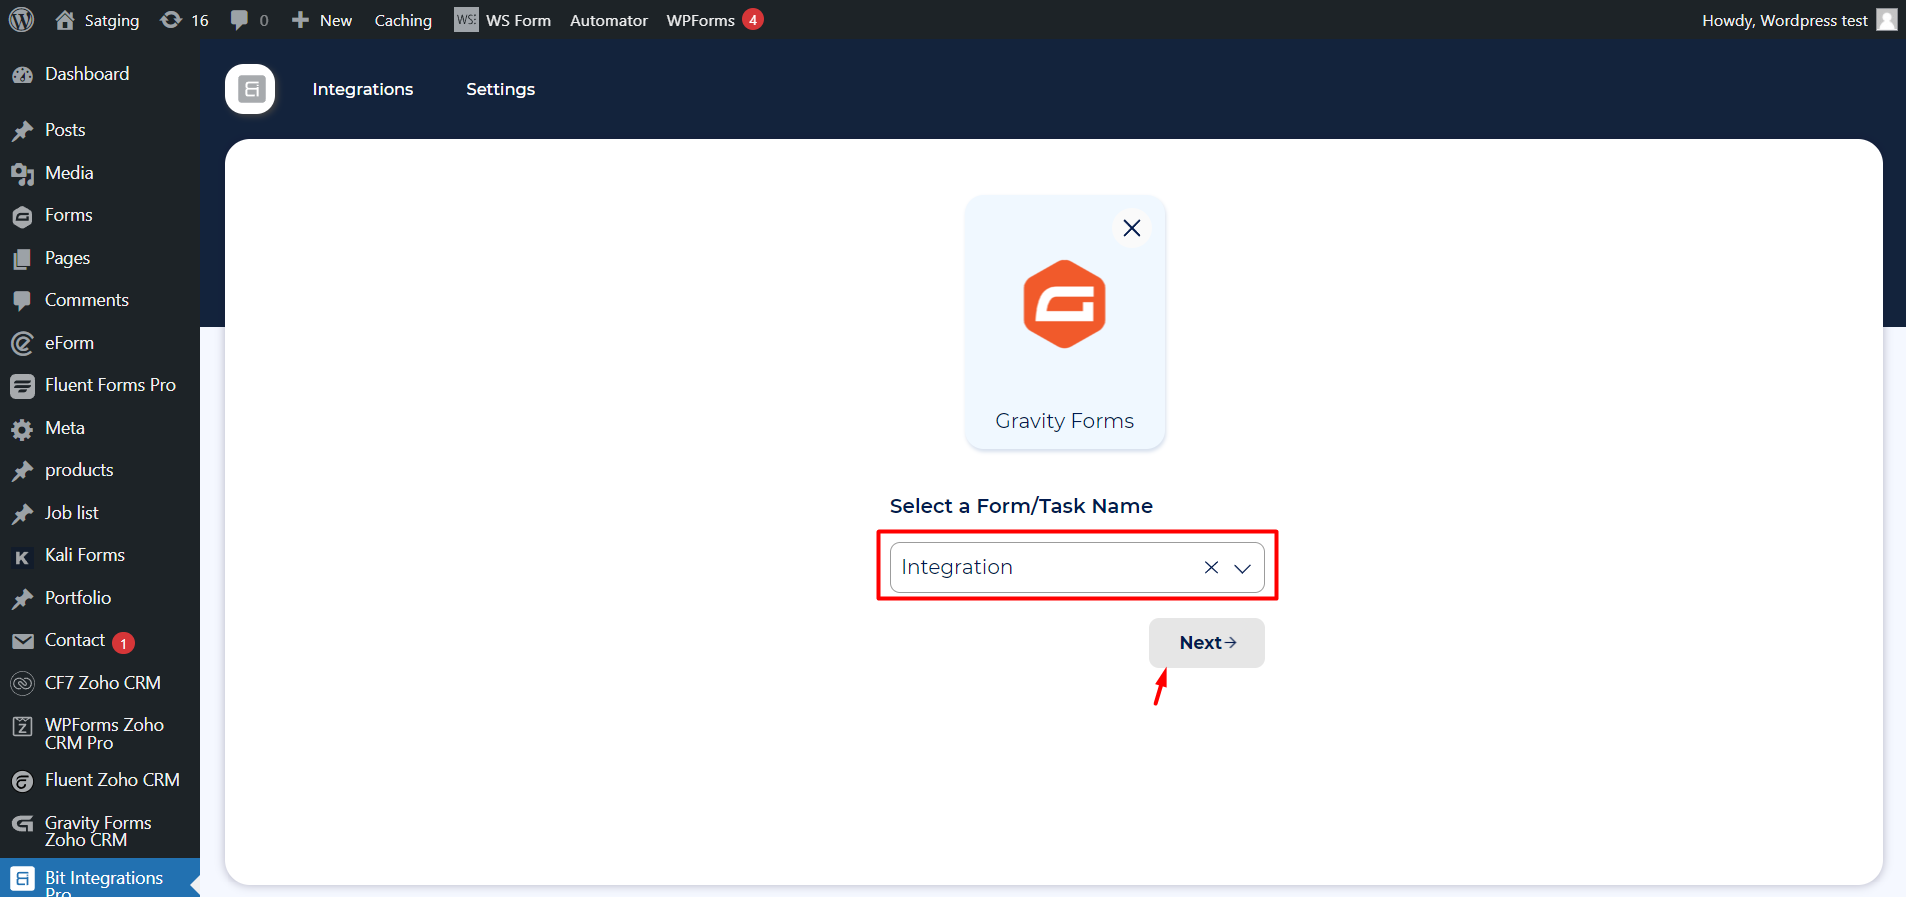 Satging
16
0
New
Caching
WS Form
Automator
WPForms
4
Howdy, Wordpress test
Dashboard
Posts
Media
Forms
Pages
Comments
eForm
Fluent Forms Pro
Meta
products
Job list
Kali Forms
Portfolio
Contact
1
CF7 Zoho CRM
WPForms Zoho
CRM Pro
Fluent Zoho CRM
Gravity Forms
Zoho CRM
Bit Integrations
Pro
Integrations
Settings
Gravity Forms
Select a Form/Task Name
Integration
Next→